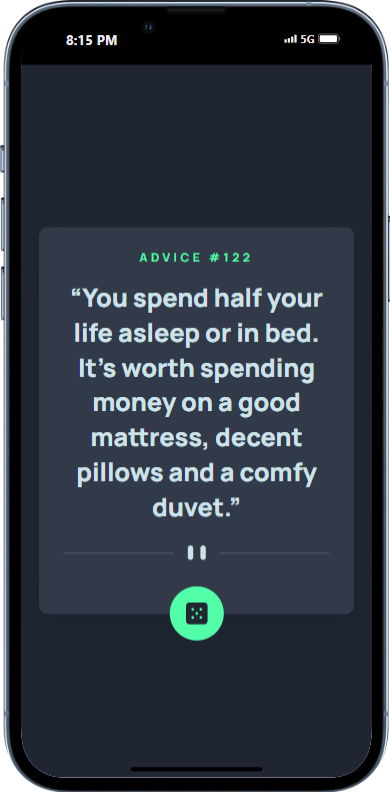 8:15 PM
5G
ADVICE #122
“You spend half your
life asleep or in bed.
It’s worth spending
money on a good
mattress, decent
pillows and a comfy
duvet.”